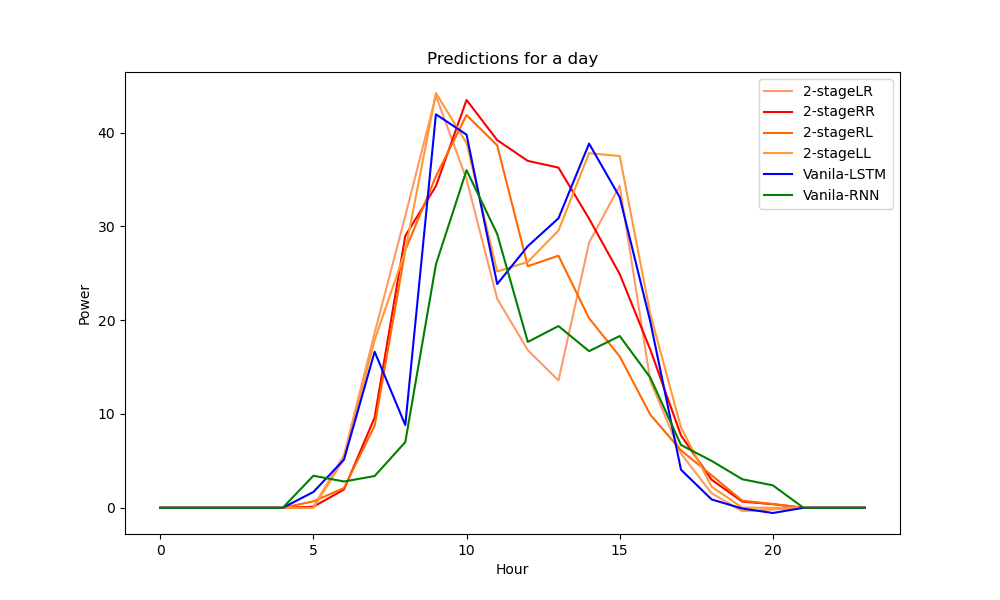 Predictions for a day
2-stageLR
2-stageRR
2-stageRL
2-stageLL
Vanila-LSTM
Vanila-RNN
Power
40
30
20
10
0
0 5 10 15 20
Hour